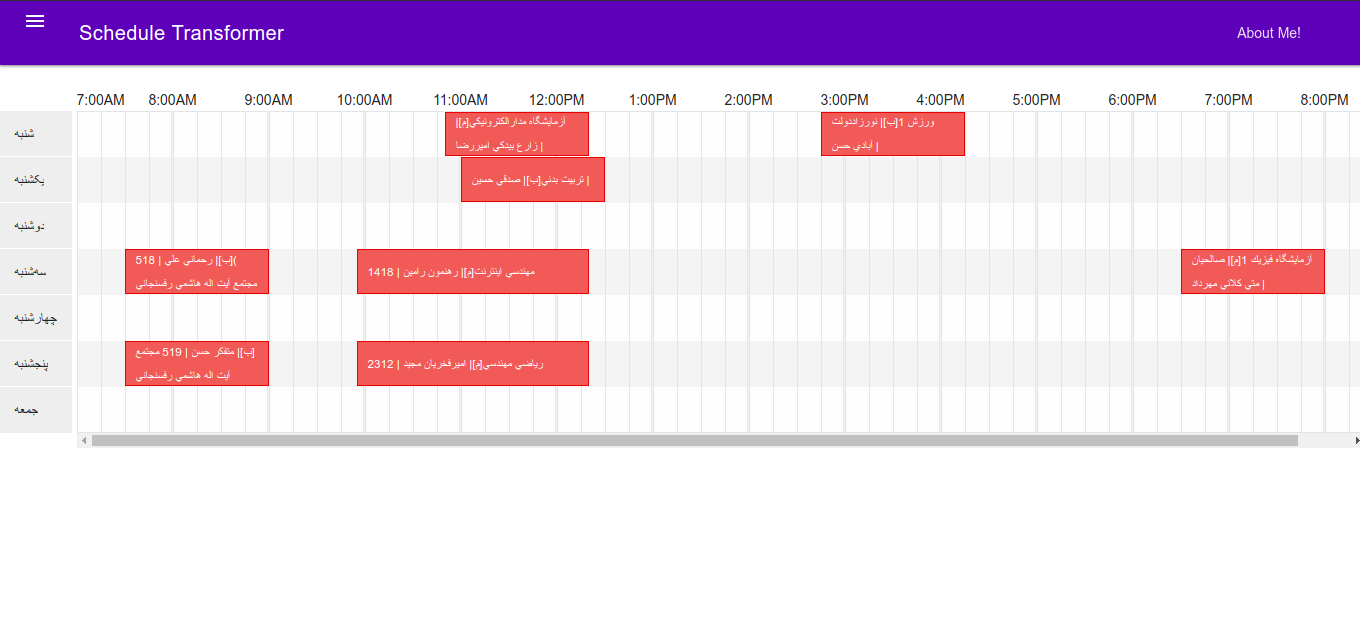 Schedule Transformer
About Me!
7:00AM 8:00AM 9:00AM 10:00AM 11:00AM 12:00PM 1:00PM 2:00PM 3:00PM 4:00PM 5:00PM 6:00PM 7:00PM 8:00PM
شنبه
آزمايشگاه مدارالكترونيكي[م]|
زارع بيدكي اميررضا |
ورزش 1[ب]| نورزاددولت
آبادي حسن |
یکشنبه
تربيت بدني[ب]| صدقي حسين |
دوشنبه
سه‌شنبه
)[ب]| رحماني علي | 518
مجتمع آيت اله هاشمي رفسنجاني
مهندسي اينترنت[م]| رهنمون رامين | 1418
آزمايشگاه فيزيك 1[م]| صالحيان
متي كلائي مهرداد |
چهارشنبه
پنجشنبه
[ب]| متفكر حسن | 519 مجتمع
آيت اله هاشمي رفسنجاني
رياضي مهندسي[م]| اميرفخريان مجيد | 2312
جمعه